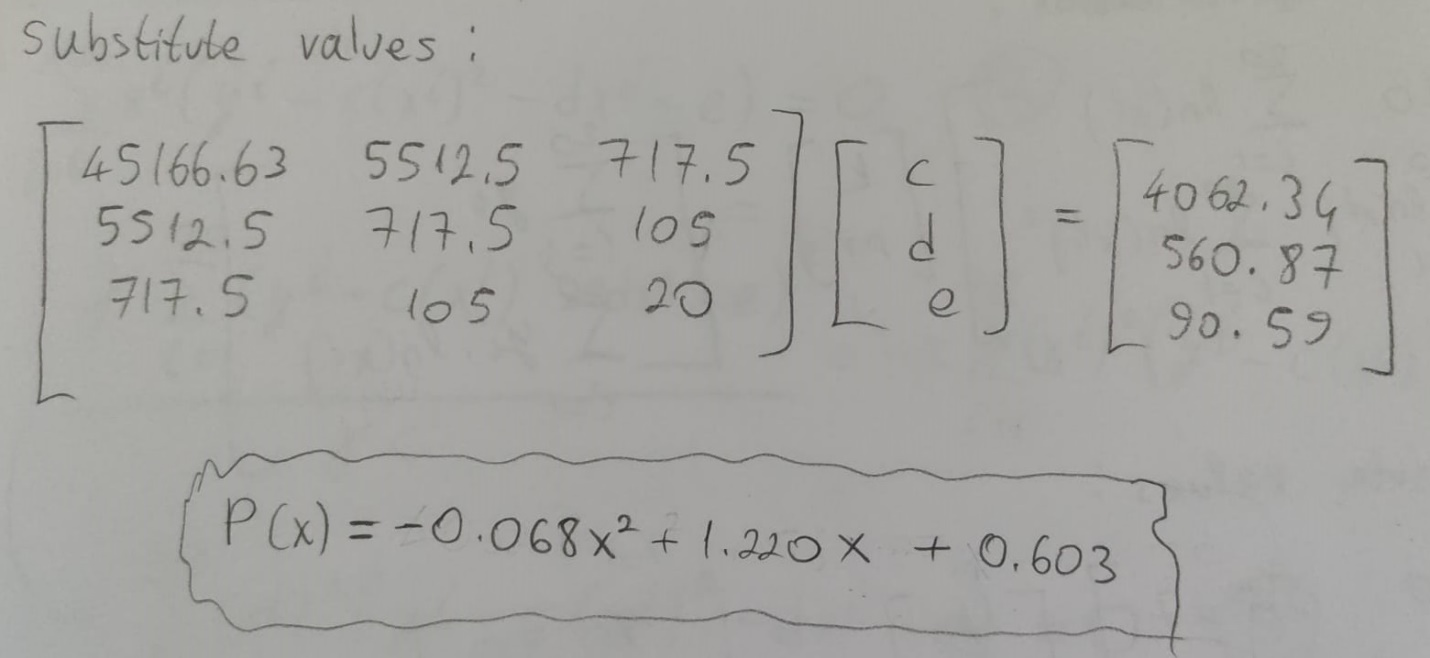 Substitute values :
[ 45166.63 5512.5 717.5 ] [ c ] = [ 4062.34 ]
[ 5512.5 717.5 105 ] [ d ] [ 560.87 ]
[ 717.5 105 20 ] [ e ] [ 90.59 ]
P(x) = -0.068x² + 1.220x + 0.603